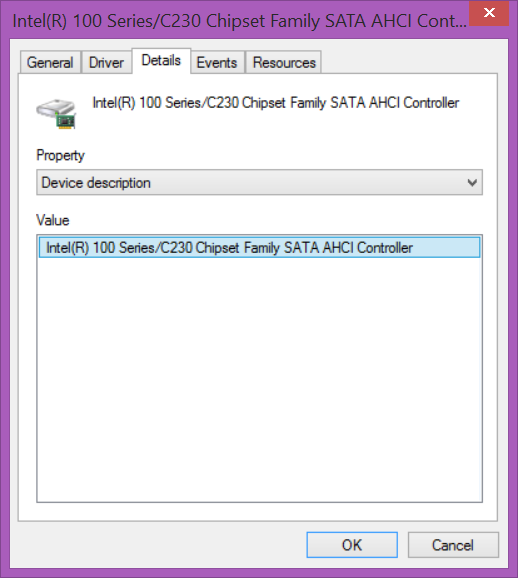 Intel(R) 100 Series/C230 Chipset Family SATA AHCI Cont...
General Driver Details Events Resources
Intel(R) 100 Series/C230 Chipset Family SATA AHCI Controller
Property
Device description
Value
Intel(R) 100 Series/C230 Chipset Family SATA AHCI Controller
OK Cancel